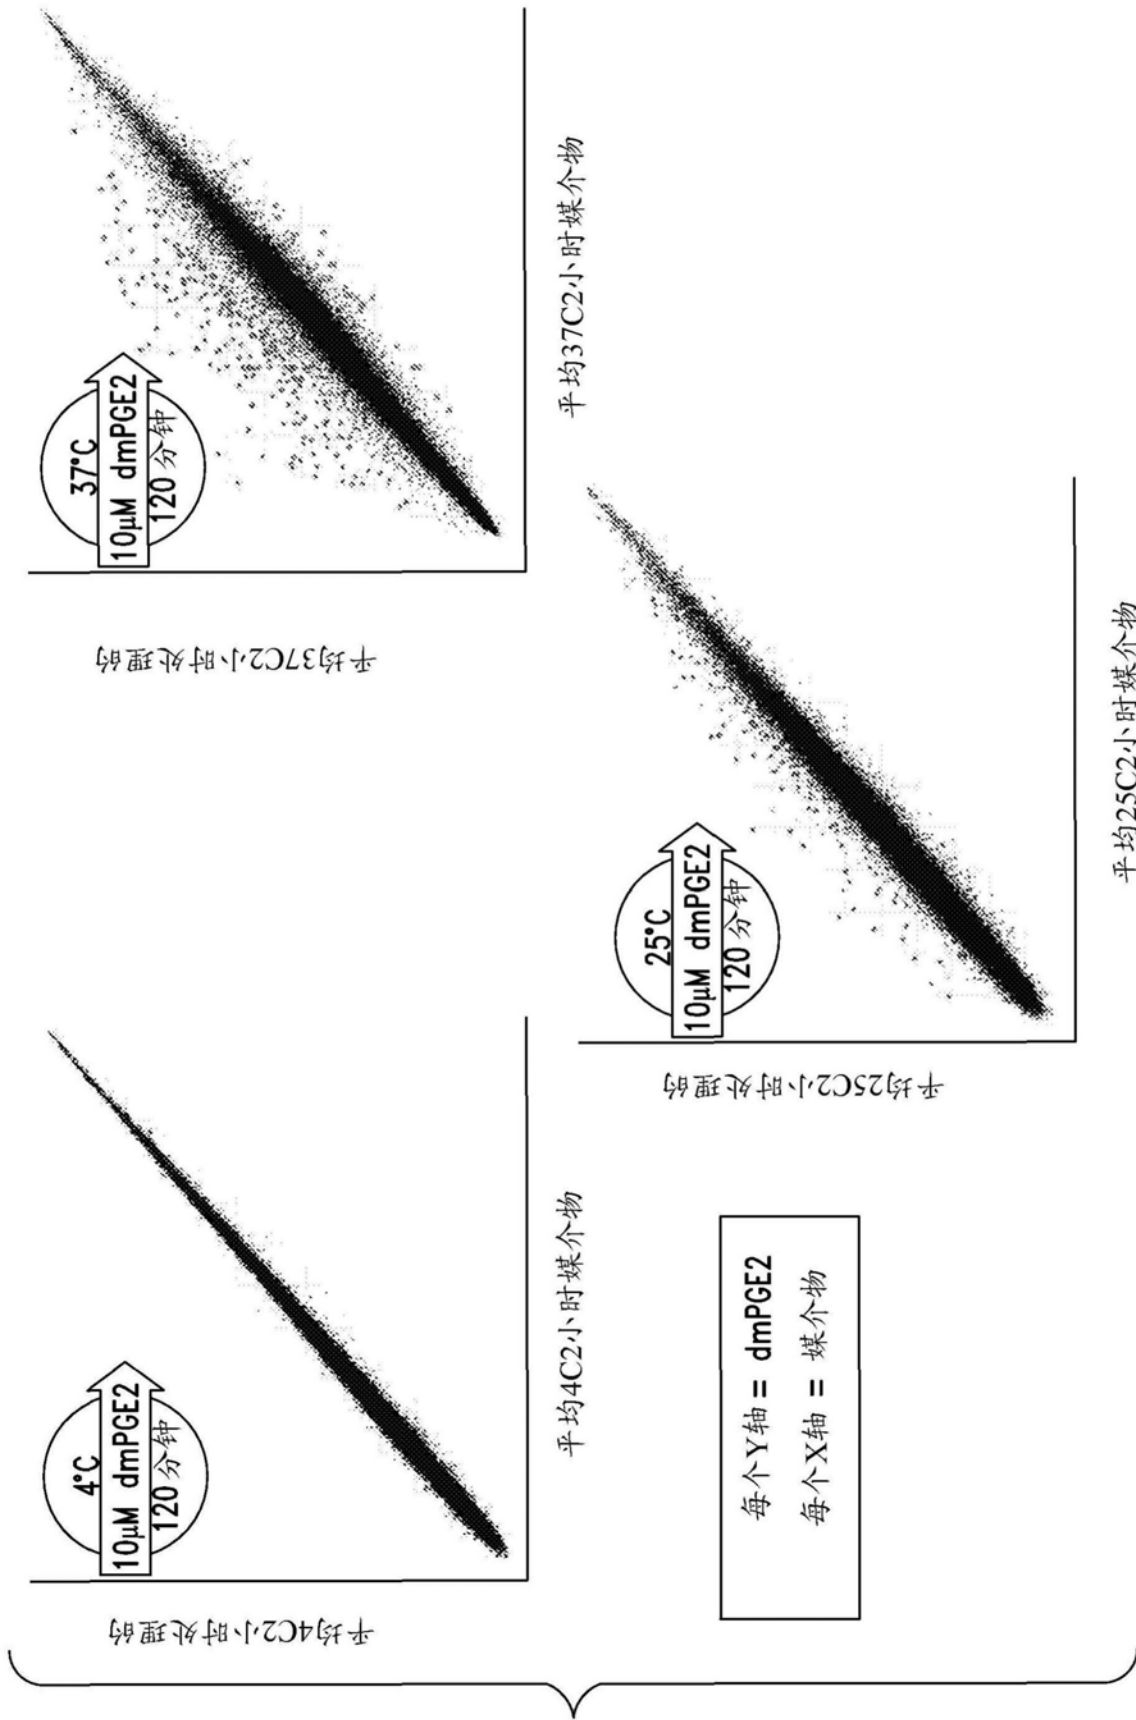 4°C
10μM dmPGE2
120分钟
平均4C2小时处理的
平均4C2小时媒介物
37°C
10μM dmPGE2
120分钟
平均37C2小时处理的
平均37C2小时媒介物
25°C
10μM dmPGE2
120分钟
平均25C2小时处理的
平均25C2小时媒介物
每个Y轴 = dmPGE2
每个X轴 = 媒介物